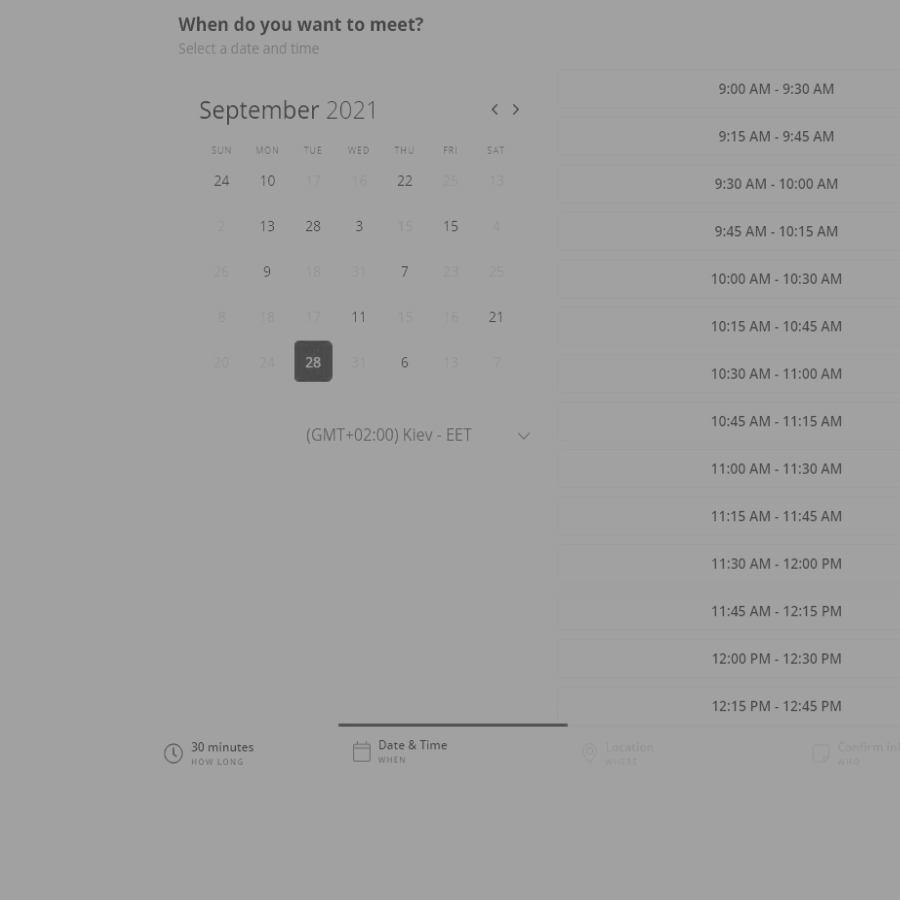 When do you want to meet?
Select a date and time
September 2021
SUN MON TUE WED THU FRI SAT
24 10 17 16 22 25 13
2 13 28 3 15 15 4
26 9 18 31 7 23 25
8 18 17 11 15 16 21
20 24 28 31 6 13 7
(GMT+02:00) Kiev - EET
9:00 AM - 9:30 AM
9:15 AM - 9:45 AM
9:30 AM - 10:00 AM
9:45 AM - 10:15 AM
10:00 AM - 10:30 AM
10:15 AM - 10:45 AM
10:30 AM - 11:00 AM
10:45 AM - 11:15 AM
11:00 AM - 11:30 AM
11:15 AM - 11:45 AM
11:30 AM - 12:00 PM
11:45 AM - 12:15 PM
12:00 PM - 12:30 PM
12:15 PM - 12:45 PM
30 minutes
HOW LONG
Date & Time
WHEN
Location
WHERE
Confirm
WHO